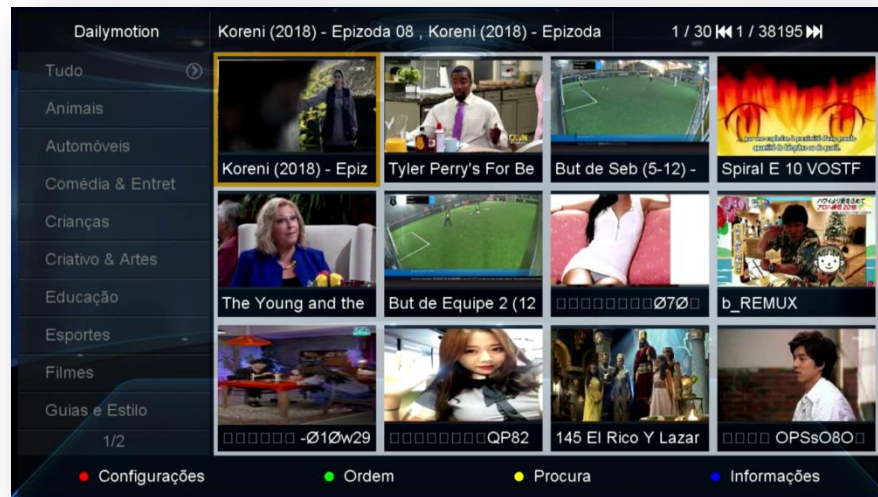 Dailymotion
Koreni (2018) - Epizoda 08 , Koreni (2018) - Epizoda
1 / 30 ⏮ 1 / 38195 ⏭
Tudo
Animais
Automóveis
Comédia & Entret
Crianças
Criativo & Artes
Educação
Esportes
Filmes
Guias e Estilo
1/2
OWN
Koreni (2018) - Epiz
Tyler Perry's For Be
But de Seb (5-12) -
Spiral E 10 VOSTF
The Young and the
But de Equipe 2 (12
□□□□□□□□Ø7Ø□
b_REMUX
□□□□□□ -Ø1Øw29
□□□□□□□□QP82
145 El Rico Y Lazar
□□□□ OPSsO8O□
Configurações
Ordem
Procura
Informações